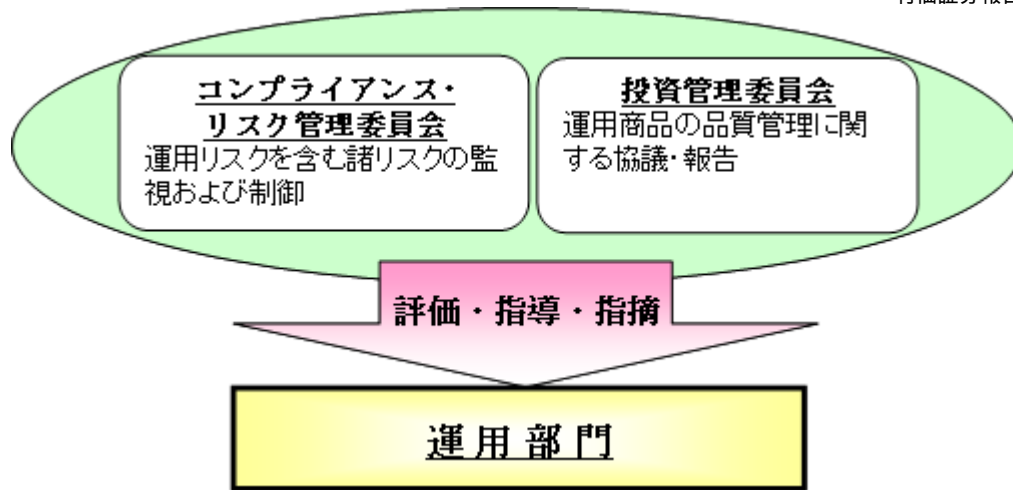 コンプライアンス・
リスク管理委員会
運用リスクを含む諸リスクの監
視および制御
投資管理委員会
運用商品の品質管理に関
する協議・報告
評価・指導・指摘
運用部門